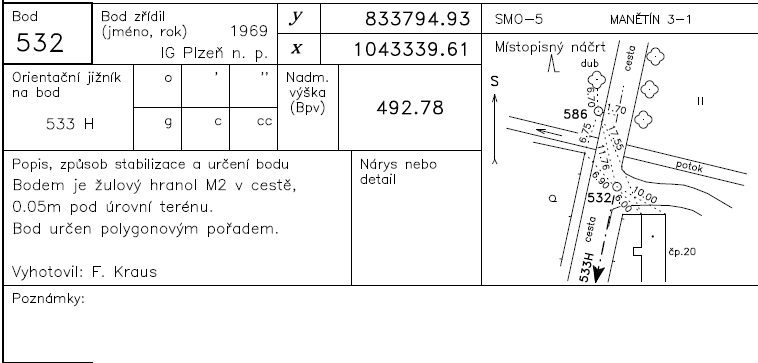 Bod
532
Bod zřídil
(jméno, rok) 1969
IG Plzeň n. p.
y 833794.93
x 1043339.61
SMO-5 MANĚTÍN 3-1
Orientační jižník
na bod
533 H
o ' ''
g c cc
Nadm.
výška
(Bpv)
492.78
Popis, způsob stabilizace a určení bodu
Bodem je žulový hranol M2 v cestě,
0.05m pod úrovní terénu.
Bod určen polygonovým pořadem.
Vyhotovil: F. Kraus
Nárys nebo
detail
Místopisný náčrt
dub
cesta
S
6.70
586
1.70
II
6.75
17.55
11.76
potok
6.90
532
10.00
6.00
cesta
533H
čp.20
Poznámky: